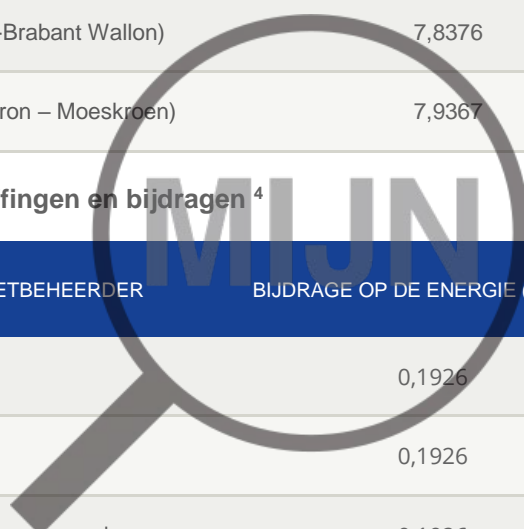 -Brabant Wallon) 7,8376
ron – Moeskroen) 7,9367
fingen en bijdragen ⁴
MIJN
ETBEHEERDER BIJDRAGE OP DE ENERGIE (
0,1926
0,1926